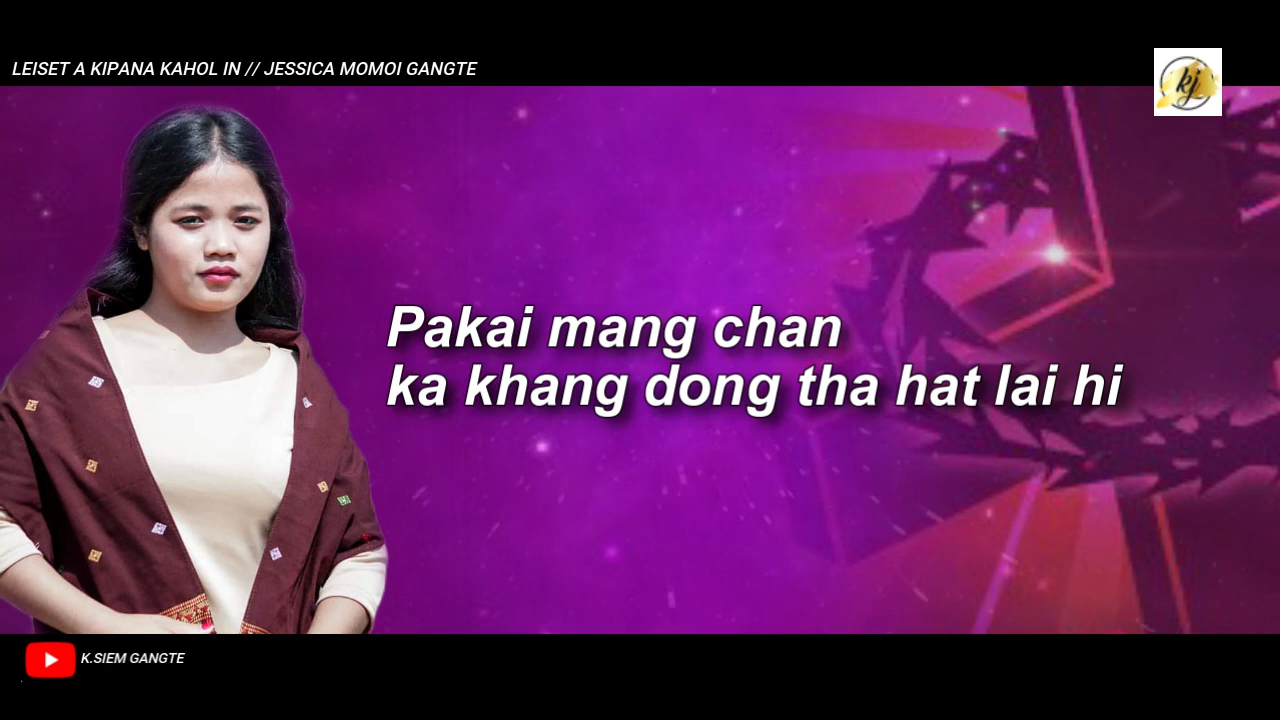 LEISET A KIPANA KAHOL IN // JESSICA MOMOI GANGTE
kj
Pakai mang chan
ka khang dong tha hat lai hi
K.SIEM GANGTE